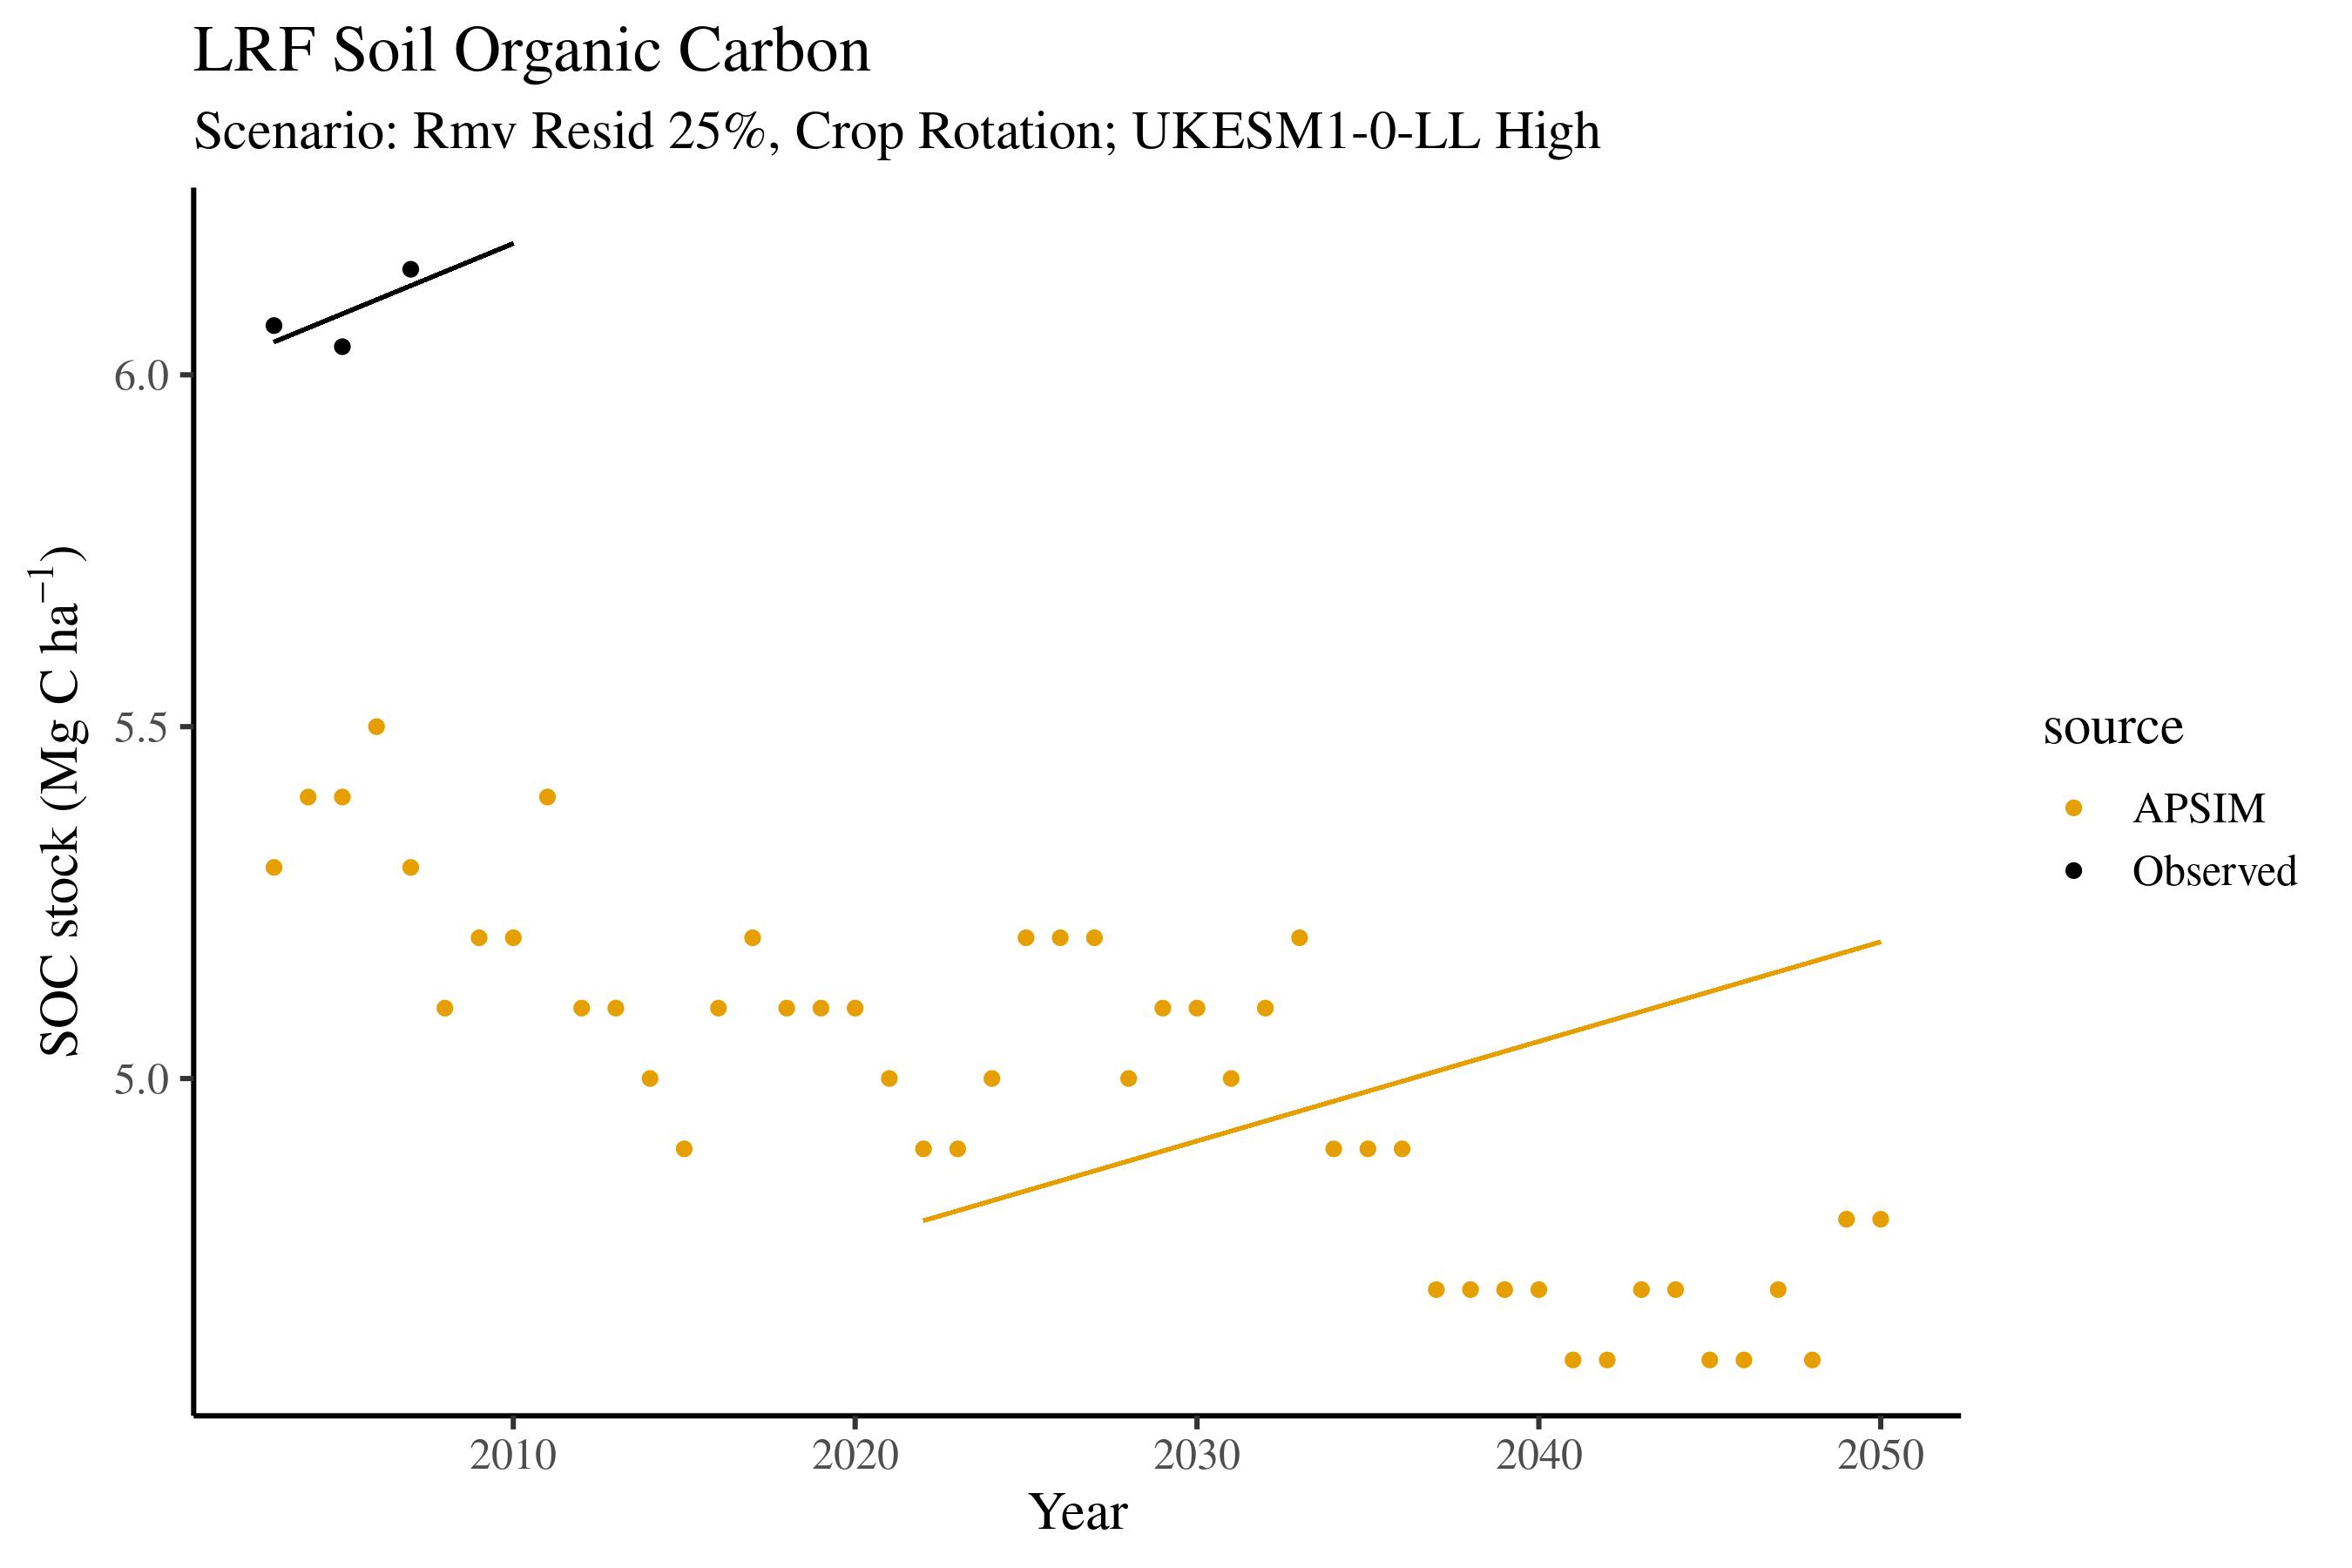 LRF Soil Organic Carbon
Scenario: Rmv Resid 25%, Crop Rotation; UKESM1-0-LL High
SOC stock (Mg C ha⁻¹)
6.0
5.5
5.0
source
APSIM
Observed
2010 2020 2030 2040 2050
Year